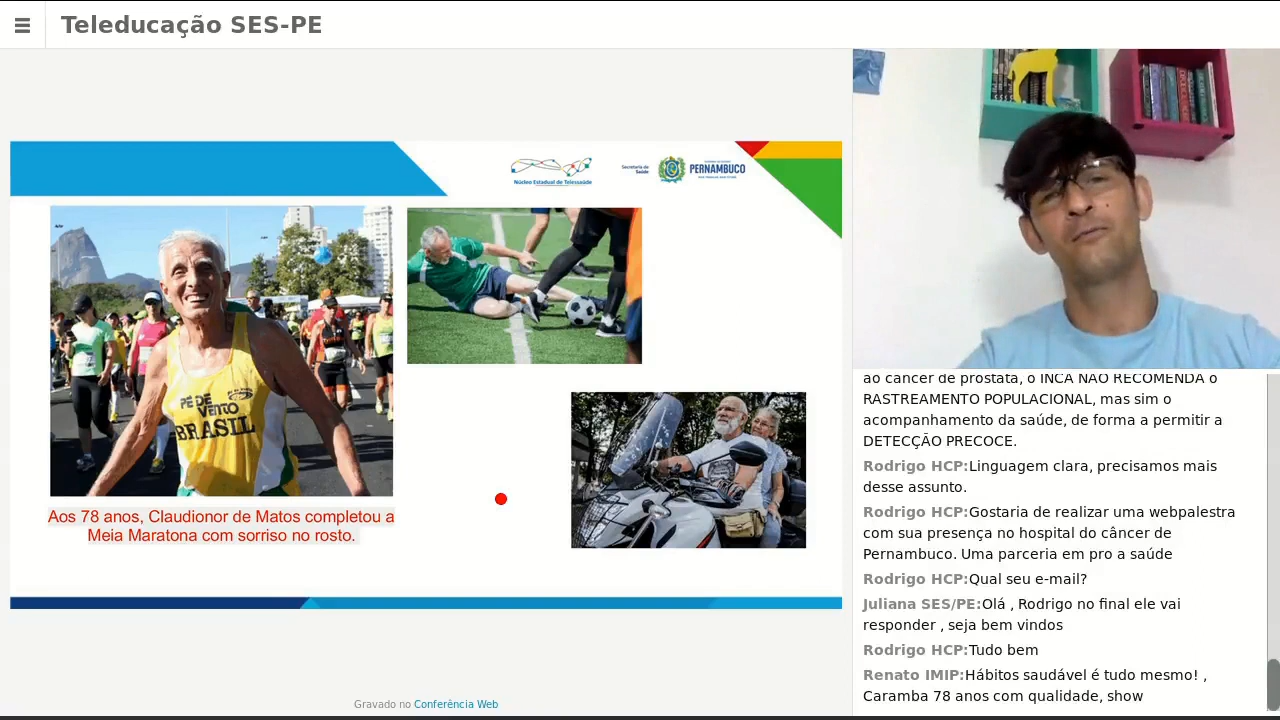 Teleducação SES-PE
Núcleo Estadual de Telessaúde
Secretaria de
Saúde
PERNAMBUCO
PÉ DE
VENTO
BRASIL
Aos 78 anos, Claudionor de Matos completou a
Meia Maratona com sorriso no rosto.
Gravado no Conferência Web
ao câncer de prostata, o INCA NÃO RECOMENDA o
RASTREAMENTO POPULACIONAL, mas sim o
acompanhamento da saúde, de forma a permitir a
DETECÇÃO PRECOCE.
Rodrigo HCP:Linguagem clara, precisamos mais
desse assunto.
Rodrigo HCP:Gostaria de realizar uma webpalestra
com sua presença no hospital do câncer de
Pernambuco. Uma parceria em pro a saúde
Rodrigo HCP:Qual seu e-mail?
Juliana SES/PE:Olá , Rodrigo no final ele vai
responder , seja bem vindos
Rodrigo HCP:Tudo bem
Renato IMIP:Hábitos saudável é tudo mesmo! ,
Caramba 78 anos com qualidade, show